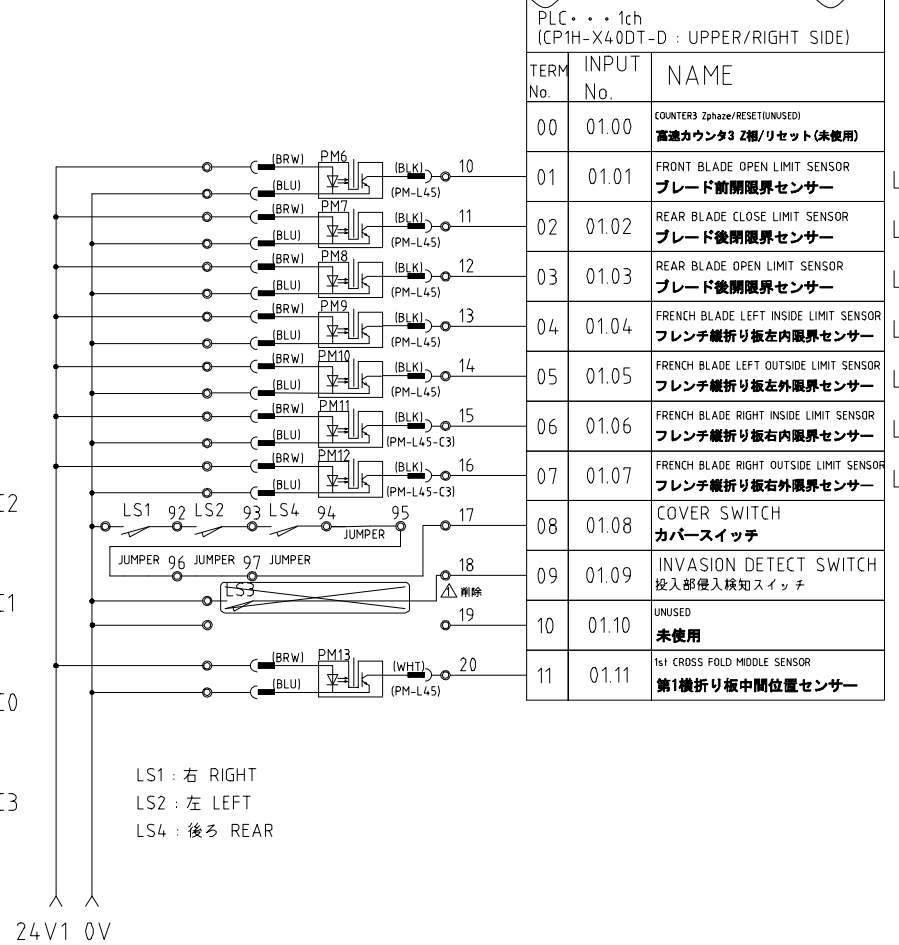 PLC・・・1ch
(CP1H-X40DT-D : UPPER/RIGHT SIDE)
TERM No. INPUT No. NAME
00 01.00 COUNTER3 Zphaze/RESET(UNUSED)
高速カウンタ3 Z相/リセット(未使用)
(BRW) PM6 (BLK) 10
(BLU) (PM-L45)
01 01.01 FRONT BLADE OPEN LIMIT SENSOR
ブレード前開限界センサー
(BRW) PM7 (BLK) 11
(BLU) (PM-L45)
02 01.02 REAR BLADE CLOSE LIMIT SENSOR
ブレード後閉限界センサー
(BRW) PM8 (BLK) 12
(BLU) (PM-L45)
03 01.03 REAR BLADE OPEN LIMIT SENSOR
ブレード後開限界センサー
(BRW) PM9 (BLK) 13
(BLU) (PM-L45)
04 01.04 FRENCH BLADE LEFT INSIDE LIMIT SENSOR
フレンチ縦折り板左内限界センサー
(BRW) PM10 (BLK) 14
(BLU) (PM-L45)
05 01.05 FRENCH BLADE LEFT OUTSIDE LIMIT SENSOR
フレンチ縦折り板左外限界センサー
(BRW) PM11 (BLK) 15
(BLU) (PM-L45-C3)
06 01.06 FRENCH BLADE RIGHT INSIDE LIMIT SENSOR
フレンチ縦折り板右内限界センサー
(BRW) PM12 (BLK) 16
(BLU) (PM-L45-C3)
07 01.07 FRENCH BLADE RIGHT OUTSIDE LIMIT SENSOR
フレンチ縦折り板右外限界センサー
LS1 92 LS2 93 LS4 94 JUMPER 95 17
08 01.08 COVER SWITCH
カバースイッチ
JUMPER 96 JUMPER 97 JUMPER
LS3 18
削除
09 01.09 INVASION DETECT SWITCH
投入部侵入検知スイッチ
19
10 01.10 UNUSED
未使用
(BRW) PM13 (WHT) 20
(BLU) (PM-L45)
11 01.11 1st CROSS FOLD MIDDLE SENSOR
第1横折り板中間位置センサー
LS1 : 右 RIGHT
LS2 : 左 LEFT
LS4 : 後ろ REAR
24V1 0V